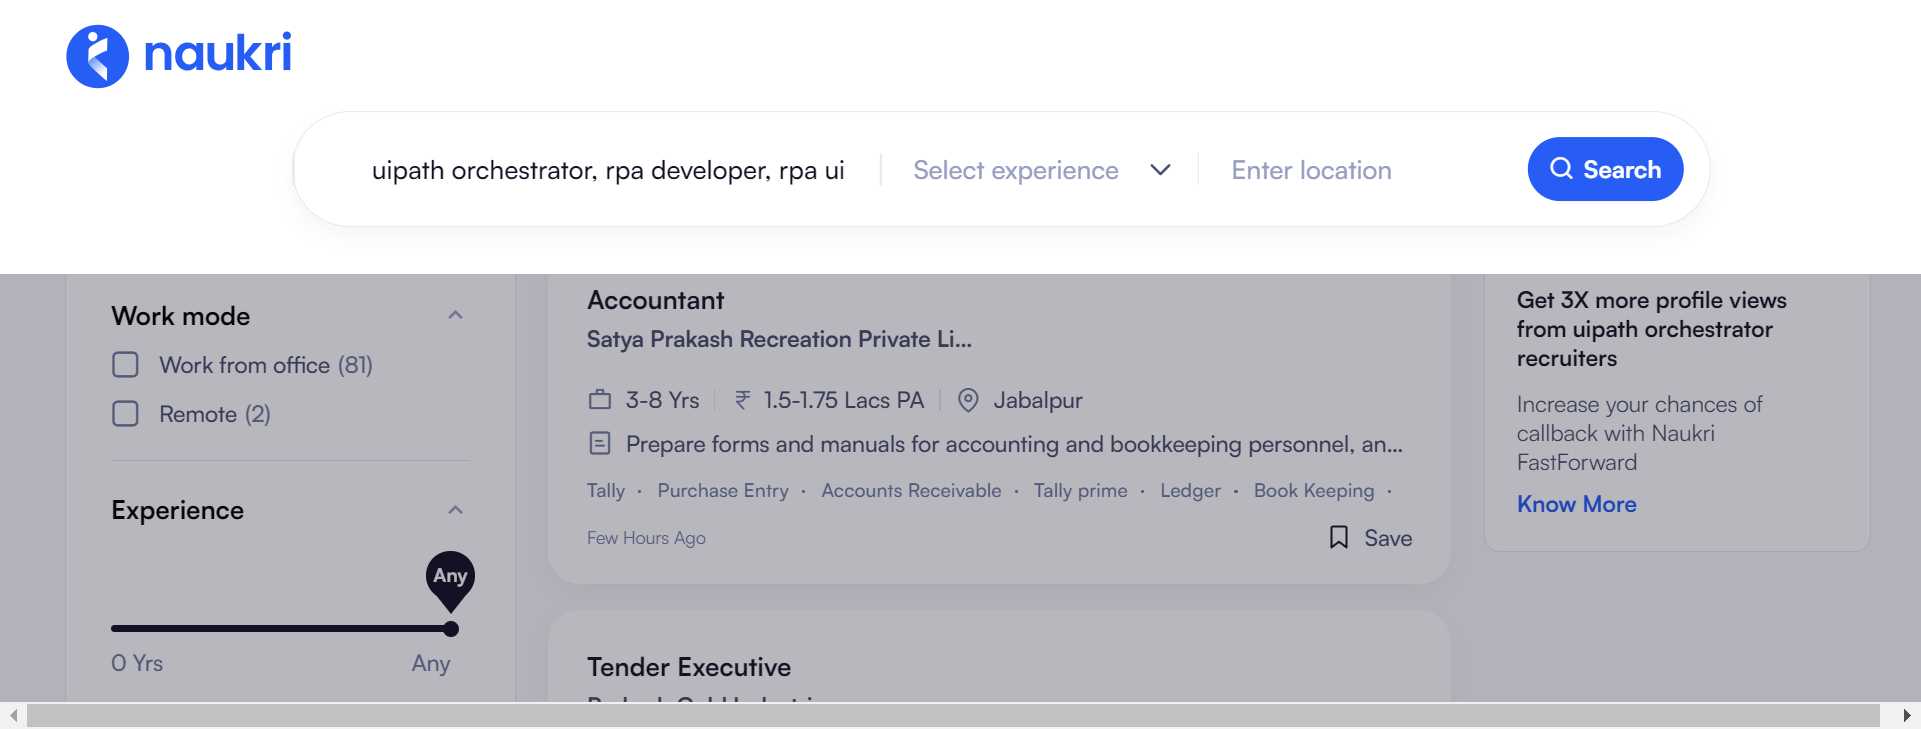 naukri
uipath orchestrator, rpa developer, rpa ui
Select experience
Enter location
Search
Work mode
Work from office (81)
Remote (2)
Experience
Any
0 Yrs
Any
Accountant
Satya Prakash Recreation Private Li...
3-8 Yrs
₹ 1.5-1.75 Lacs PA
Jabalpur
Prepare forms and manuals for accounting and bookkeeping personnel, an...
Tally · Purchase Entry · Accounts Receivable · Tally prime · Ledger · Book Keeping ·
Few Hours Ago
Save
Tender Executive
Get 3X more profile views
from uipath orchestrator
recruiters
Increase your chances of
callback with Naukri
FastForward
Know More